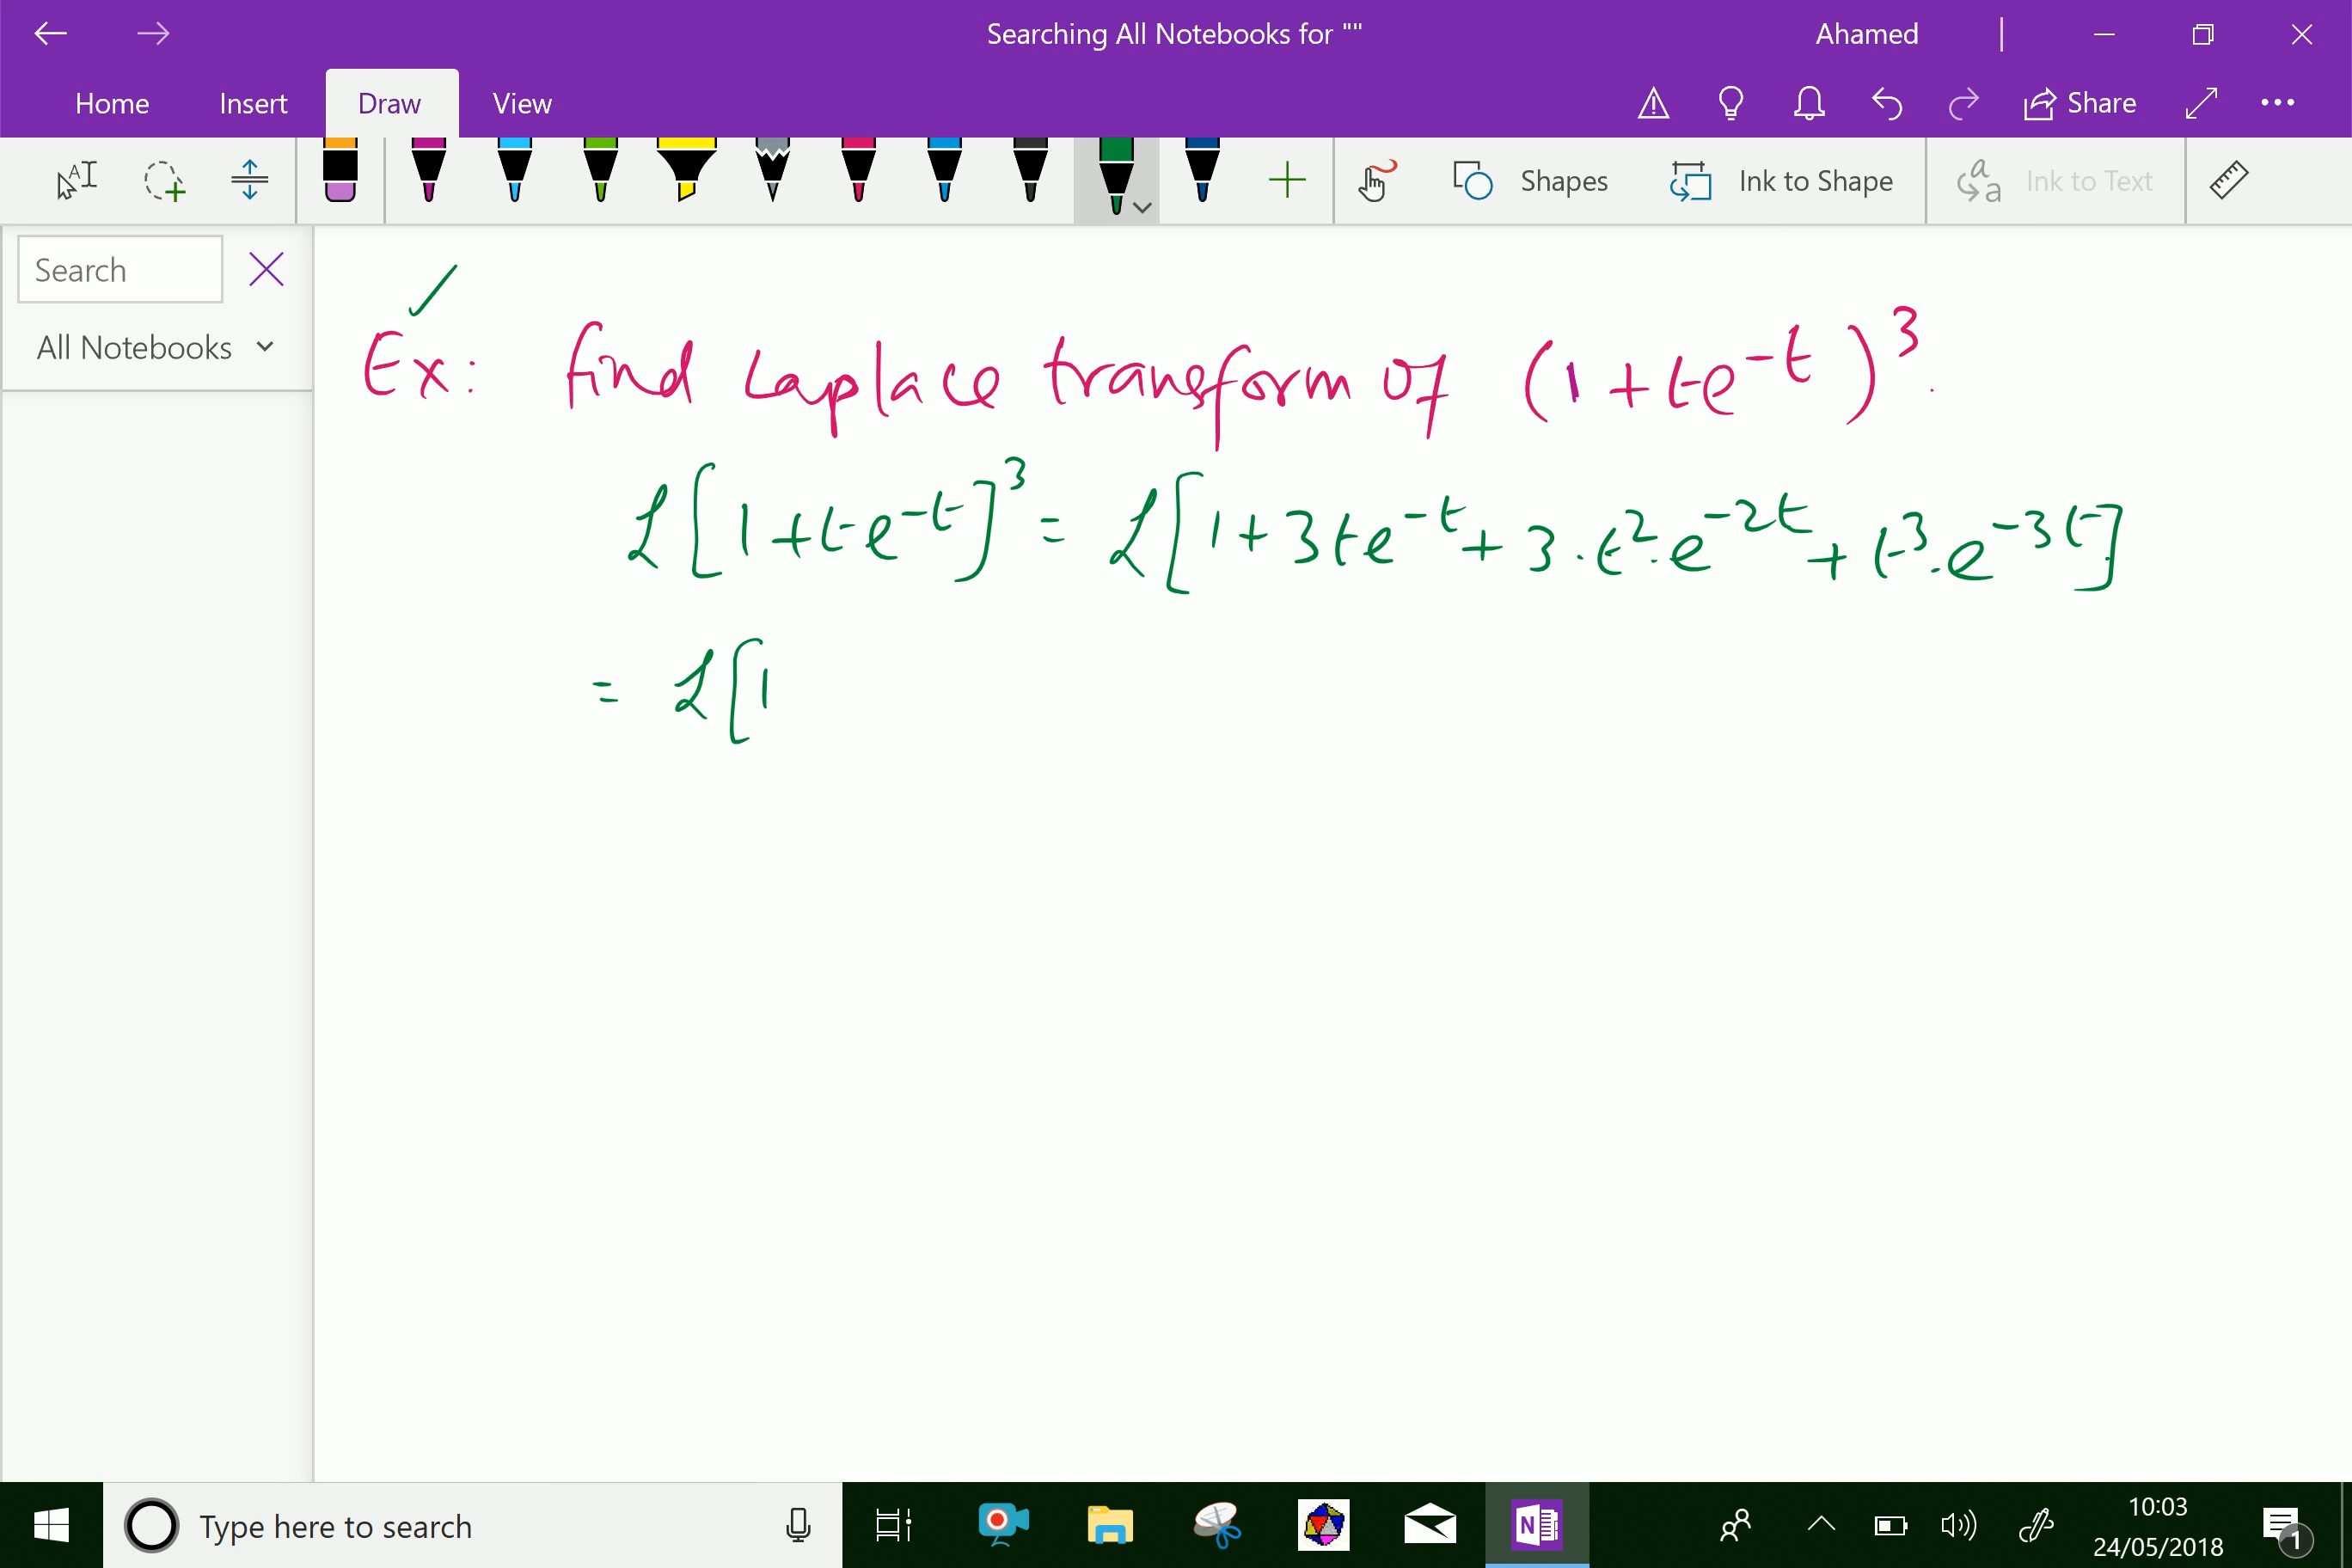 Searching All Notebooks for ""
Ahamed
Home Insert Draw View
Share
Shapes Ink to Shape Ink to Text
Search
All Notebooks
Ex: find Laplace transform of (1+te^{-t})^3.
L[1+te^{-t}]^3 = L[1+3te^{-t}+3·t^2·e^{-2t}+t^3·e^{-3t}]
= L[1
Type here to search
N
10:03
24/05/2018
1